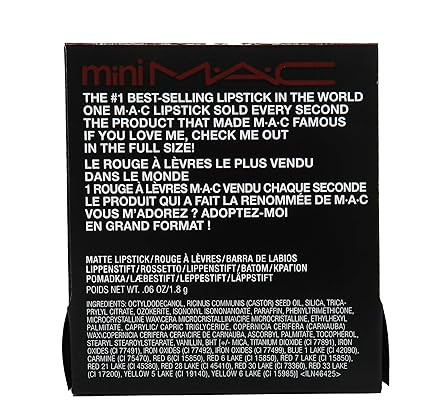 mini M·A·C
THE #1 BEST-SELLING LIPSTICK IN THE WORLD
ONE M·A·C LIPSTICK SOLD EVERY SECOND
THE PRODUCT THAT MADE M·A·C FAMOUS
IF YOU LOVE ME, CHECK ME OUT
IN THE FULL SIZE!
LE ROUGE À LÈVRES LE PLUS VENDU
DANS LE MONDE
1 ROUGE À LÈVRES M·A·C VENDU CHAQUE SECONDE
LE PRODUIT QUI A FAIT LA RENOMMÉE DE M·A·C
VOUS M'ADOREZ ? ADOPTEZ-MOI
EN GRAND FORMAT !
MATTE LIPSTICK/ROUGE À LÈVRES/BARRA DE LABIOS
LIPPENSTIFT/ROSSETTO/LIPPENSTIFT/BATOM/ΚΡΑΓΙΟΝ
POMADKA/LÆBESTIFT/LEPPESTIFT/LÄPPSTIFT
POIDS NET WT. .06 OZ/1.8 g
INGREDIENTS: OCTYLDODECANOL, RICINUS COMMUNIS (CASTOR) SEED OIL, SILICA, TRICA-
PRYLYL CITRATE, OZOKERITE, ISONONYL ISONONANOATE, PARAFFIN, PHENYLTRIMETHICONE,
MICROCRYSTALLINE WAX\CERA MICROCRISTALLINA\CIRE MICROCRISTALLINE, ETHYLHEXYL
PALMITATE, CAPRYLIC/ CAPRIC TRIGLYCERIDE, COPERNICIA CERIFERA (CARNAUBA)
WAX\COPERNICIA CERIFERA CERA\CIRE DE CARNAUBA, ASCORBYL PALMITATE, TOCOPHEROL,
STEARYL STEAROYLSTEARATE, VANILLIN, BHT [+/- MICA, TITANIUM DIOXIDE (CI 77891),
IRON OXIDES (CI 77491), IRON OXIDES (CI 77492), IRON OXIDES (CI 77499), BLUE 1 LAKE (CI 42090),
CARMINE (CI 75470), RED 6 (CI 15850), RED 6 LAKE (CI 15850), RED 7 LAKE (CI 15850),
RED 21 LAKE (CI 45380), RED 28 LAKE (CI 45410), RED 30 LAKE (CI 73360), RED 33 LAKE
(CI 17200), YELLOW 5 LAKE (CI 19140), YELLOW 6 LAKE (CI 15985)] <ILN46425>